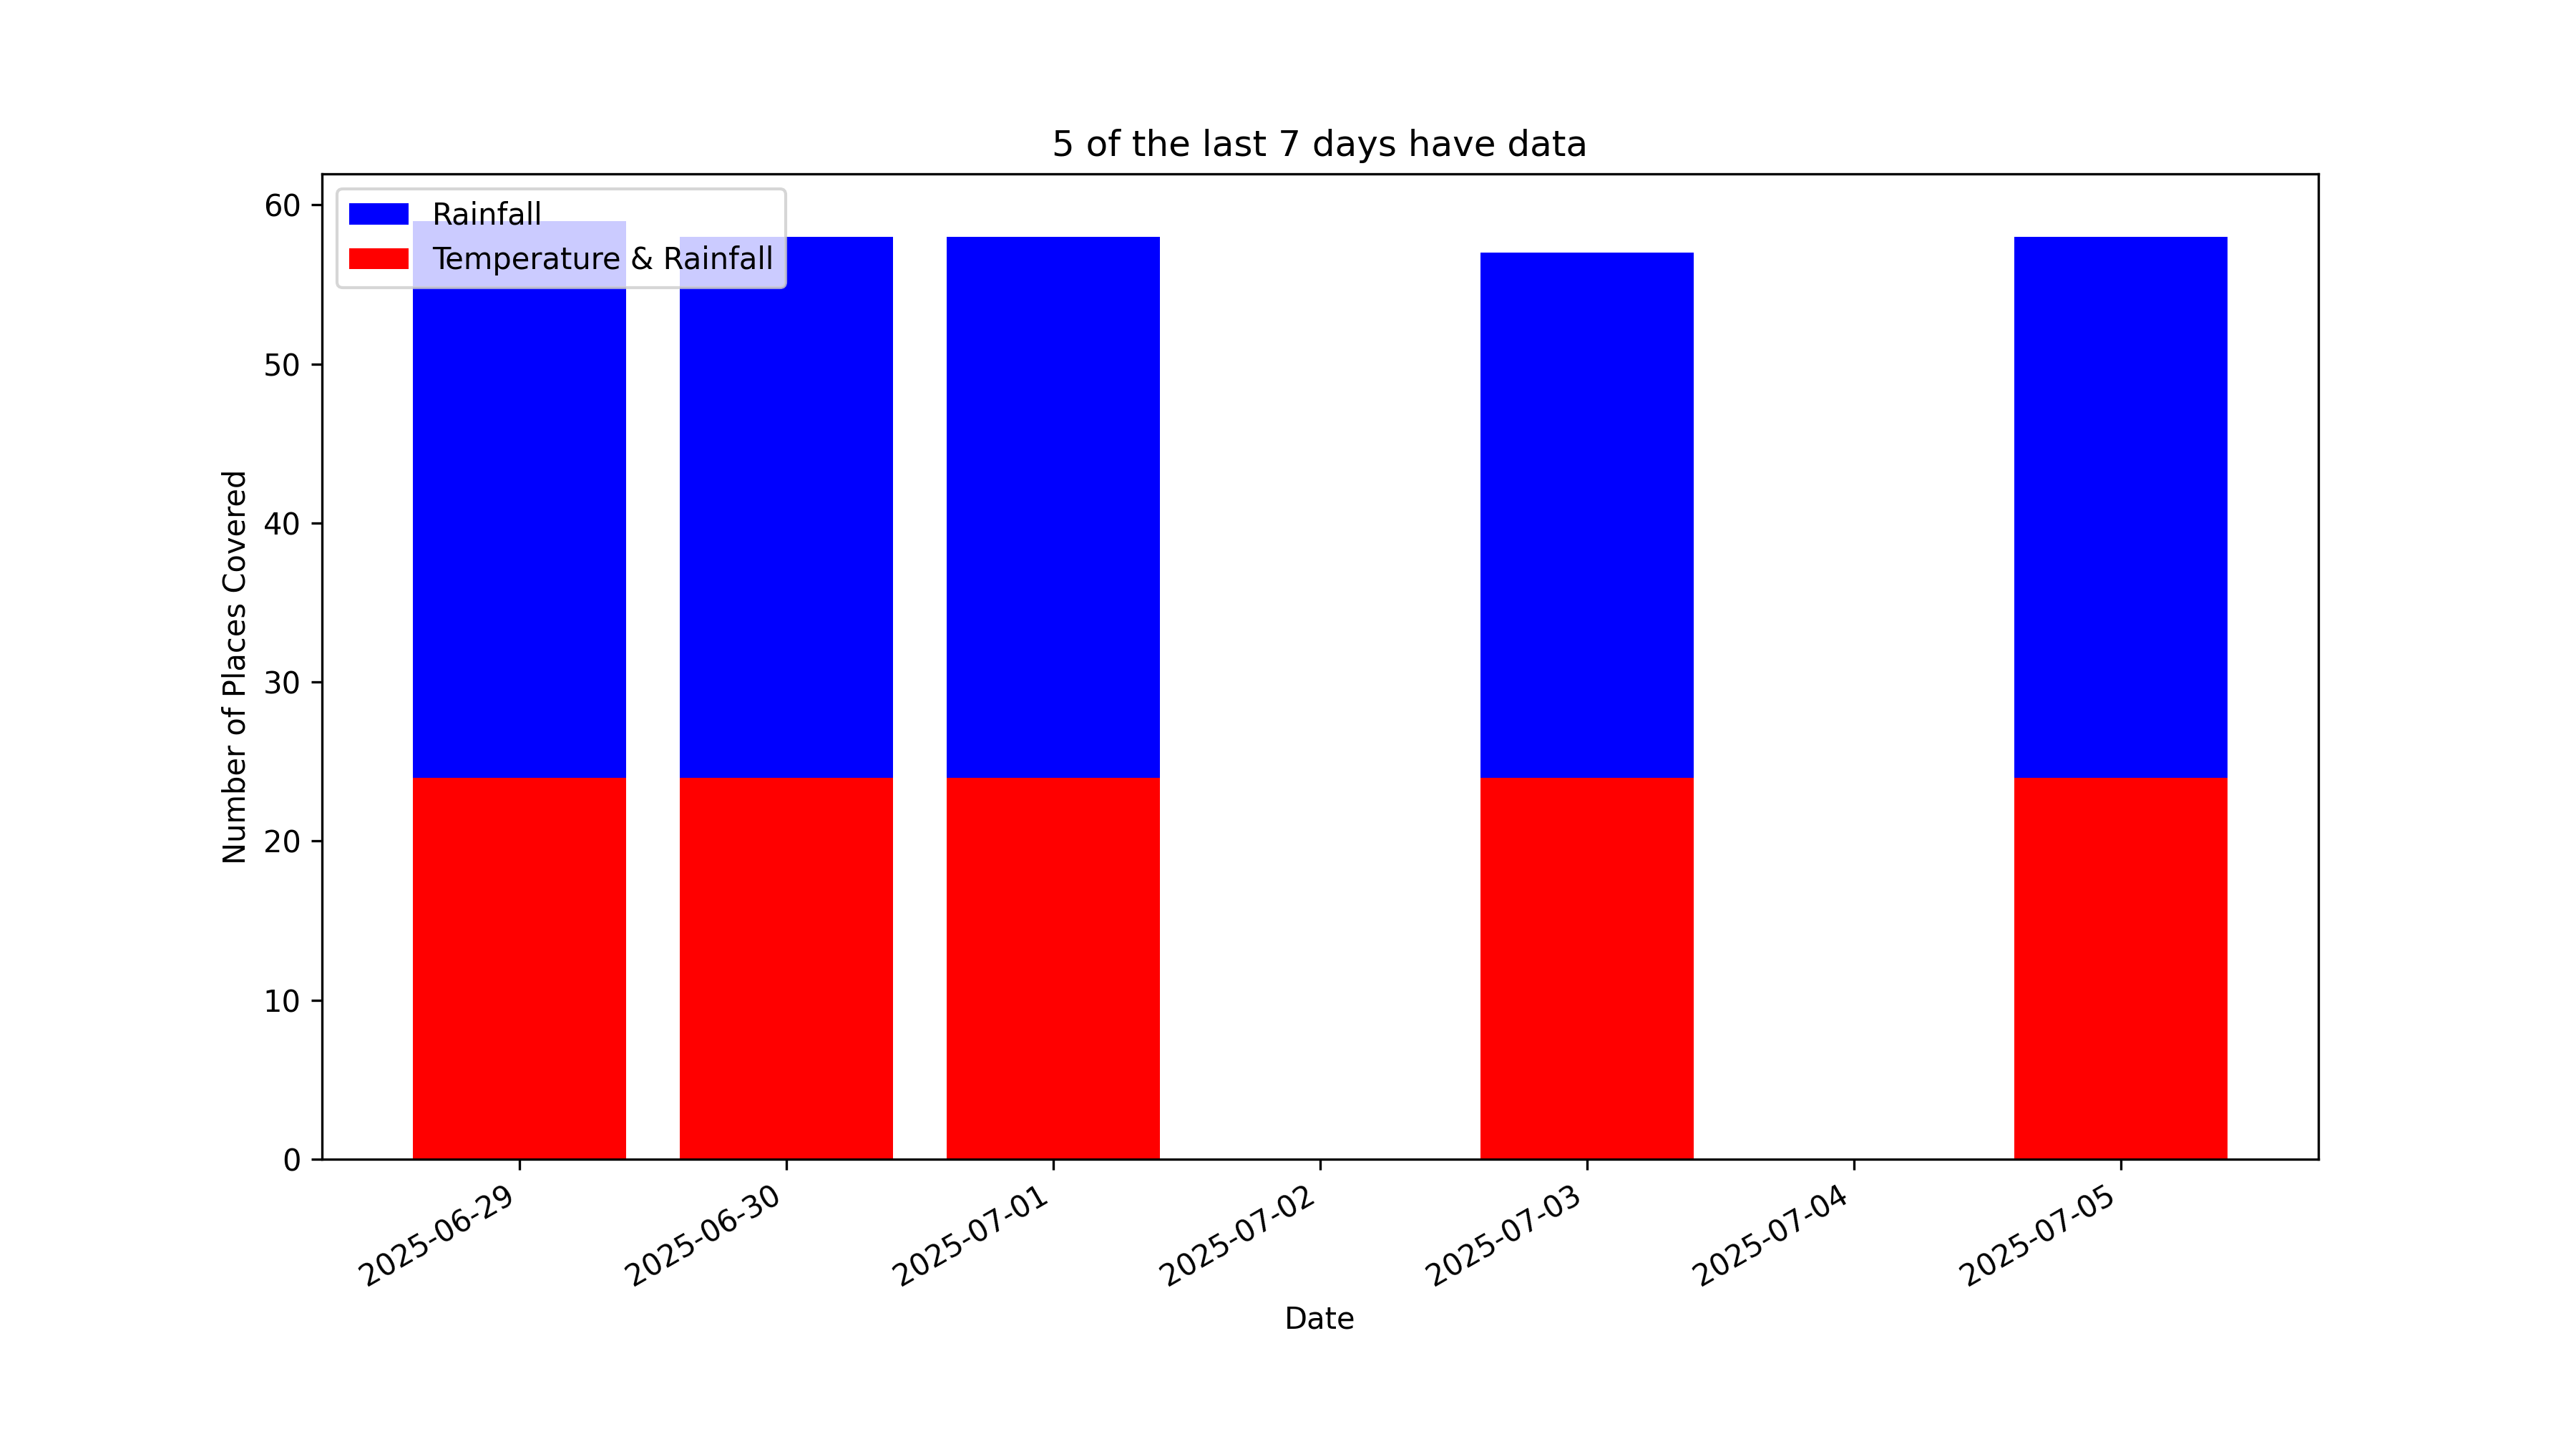 5 of the last 7 days have data
Rainfall
Temperature & Rainfall
Number of Places Covered
60
50
40
30
20
10
0
2025-06-29
2025-06-30
2025-07-01
2025-07-02
2025-07-03
2025-07-04
2025-07-05
Date